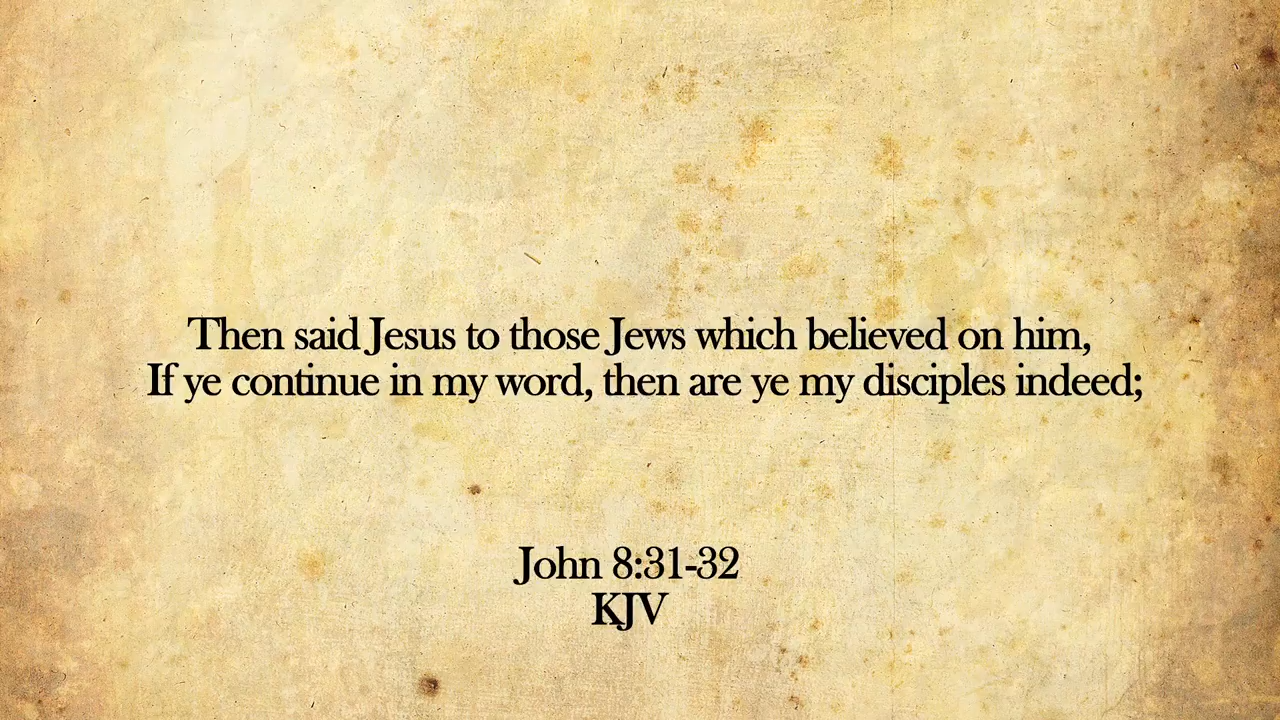 Then said Jesus to those Jews which believed on him,
If ye continue in my word, then are ye my disciples indeed;
John 8:31-32
KJV